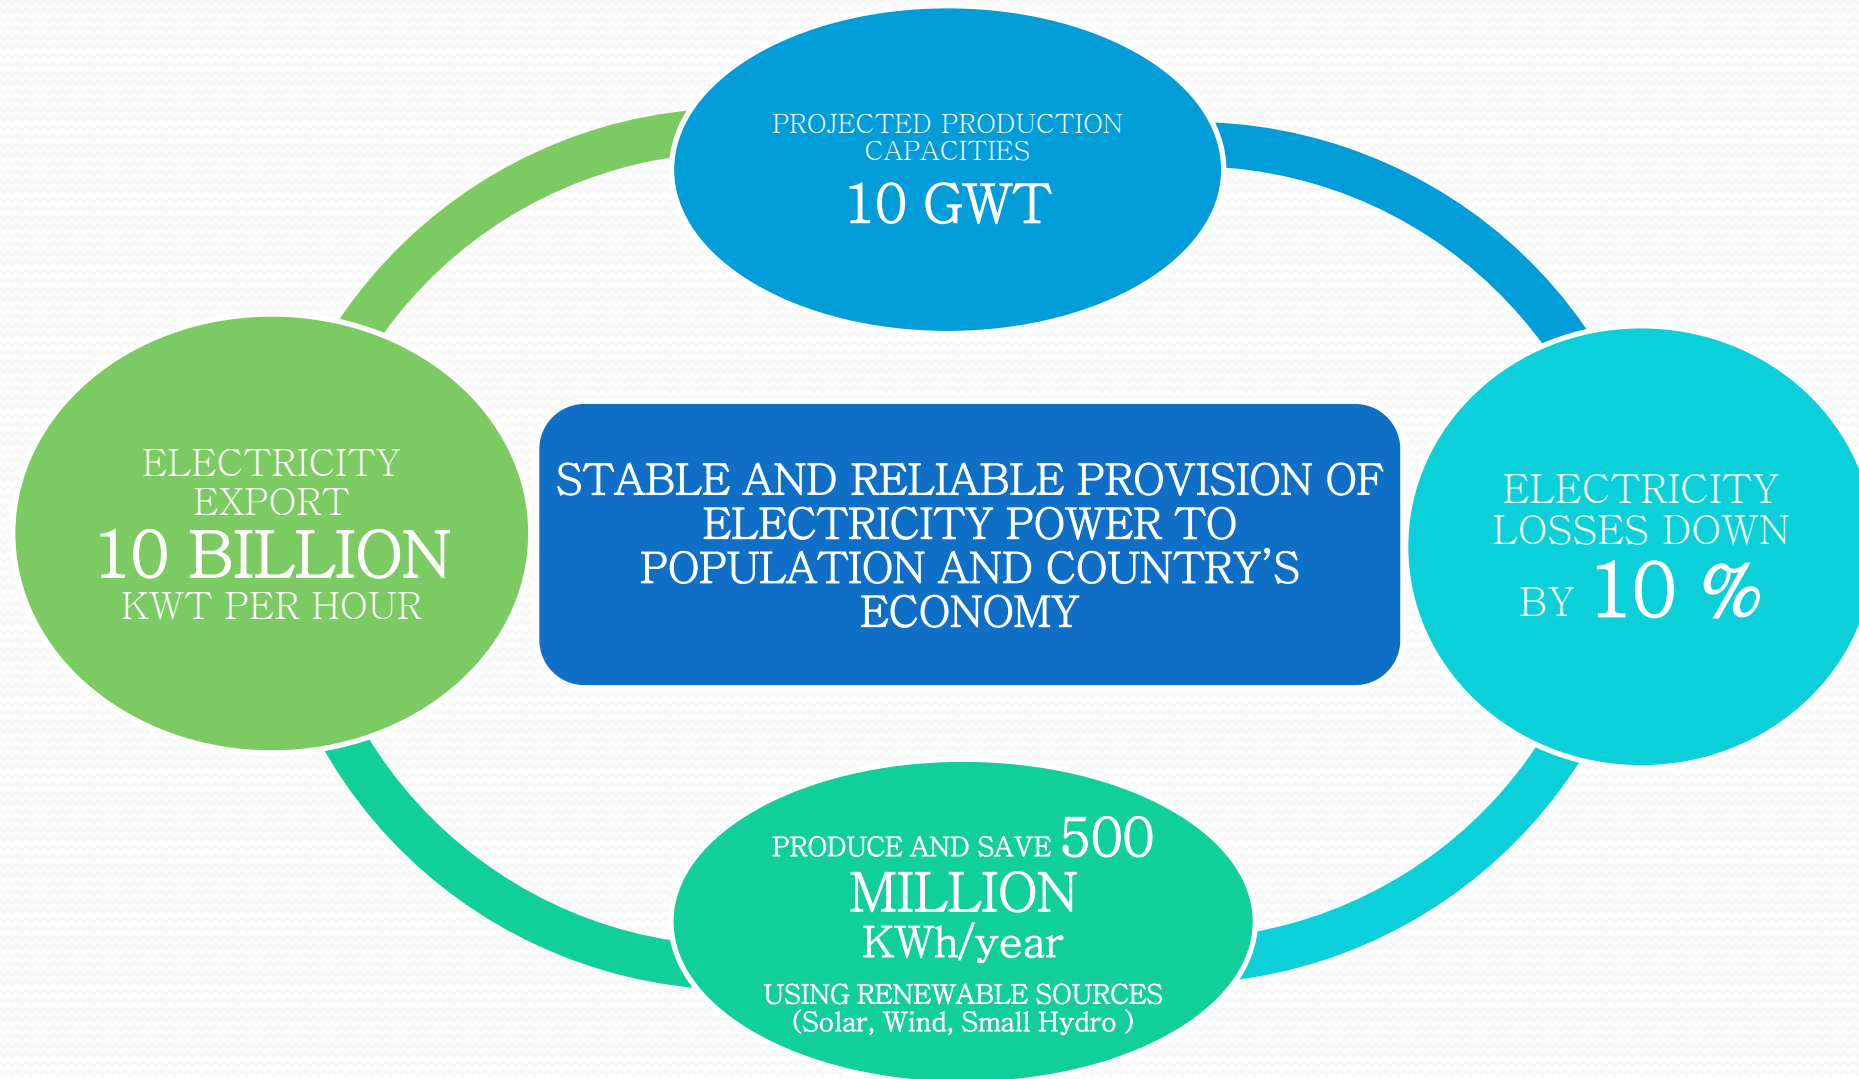 PROJECTED PRODUCTION
CAPACITIES
10 GWT
ELECTRICITY
EXPORT
10 BILLION
KWT PER HOUR
STABLE AND RELIABLE PROVISION OF
ELECTRICITY POWER TO
POPULATION AND COUNTRY’S
ECONOMY
ELECTRICITY
LOSSES DOWN
BY 10 %
PRODUCE AND SAVE 500
MILLION
KWh/year
USING RENEWABLE SOURCES
(Solar, Wind, Small Hydro )